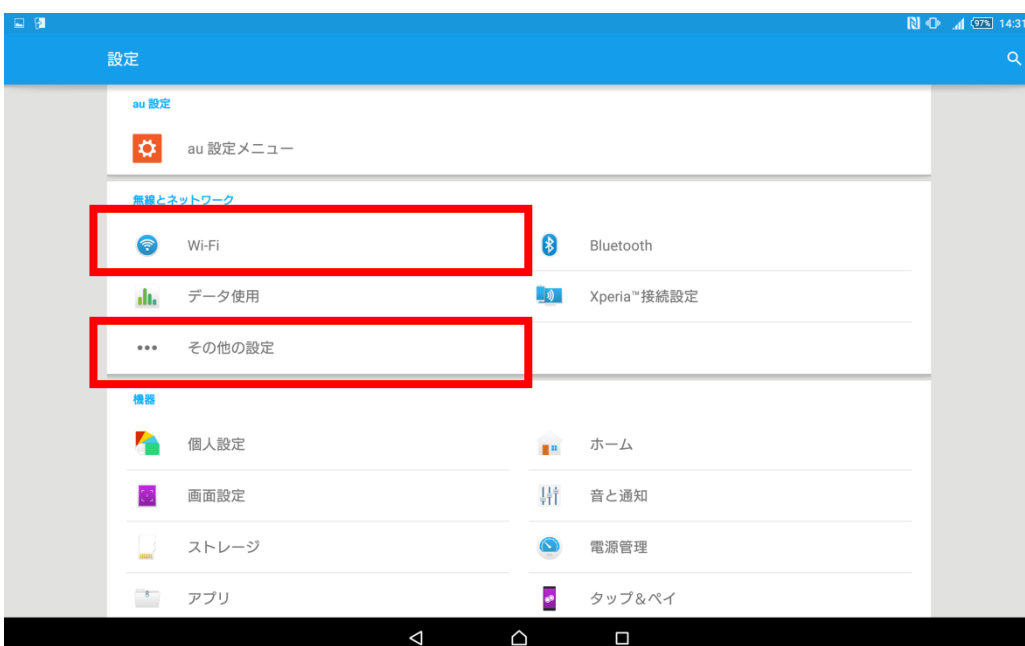 97% 14:31
設定
au 設定
au 設定メニュー
無線とネットワーク
Wi-Fi
Bluetooth
データ使用
Xperia™接続設定
その他の設定
機器
個人設定
ホーム
画面設定
音と通知
ストレージ
電源管理
アプリ
タップ&ペイ